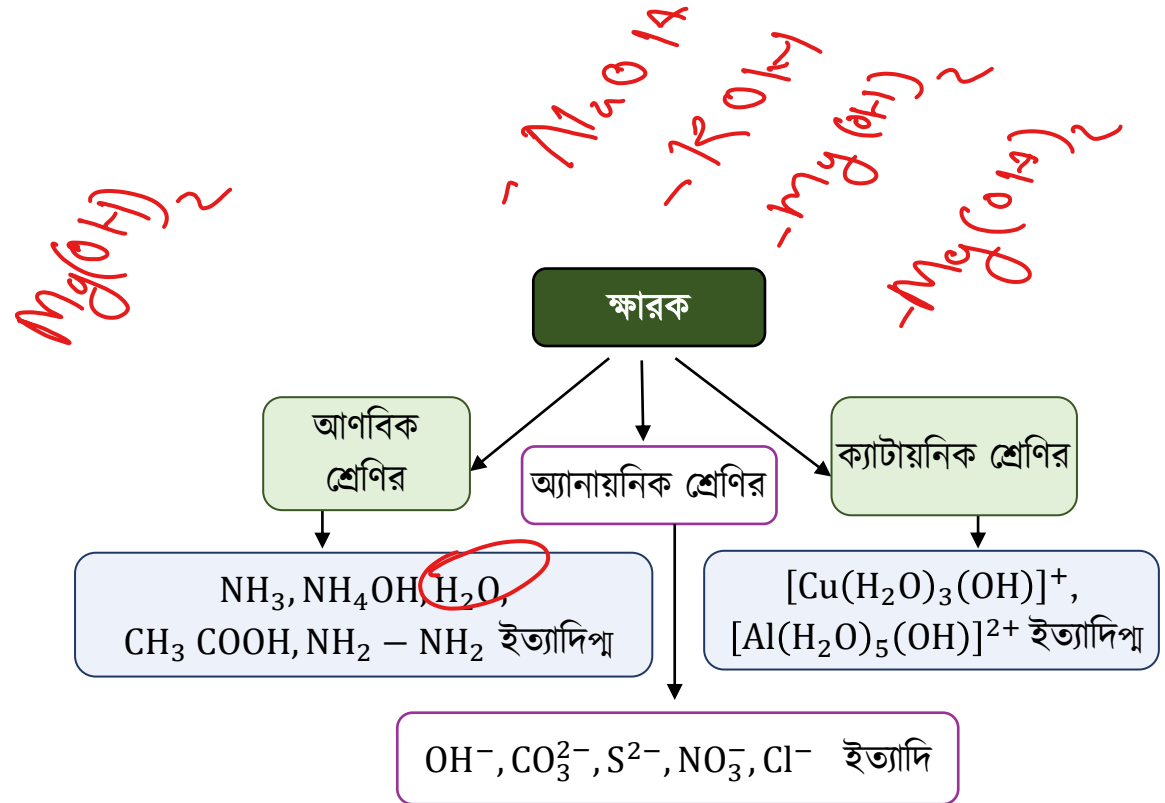 - NaOH
- KOH
- Mg(OH)2
- Mg(OH)2
Mg(OH)2
ক্ষারক
আণবিক
শ্রেণির
অ্যানায়নিক শ্রেণির
ক্যাটায়নিক শ্রেণির
NH₃, NH₄OH, H₂O,
CH₃ COOH, NH₂ − NH₂ ইত্যাদিপ্ম
[Cu(H₂O)₃(OH)]⁺,
[Al(H₂O)₅(OH)]²⁺ ইত্যাদিপ্ম
OH⁻, CO₃²⁻, S²⁻, NO₃⁻, Cl⁻ ইত্যাদি